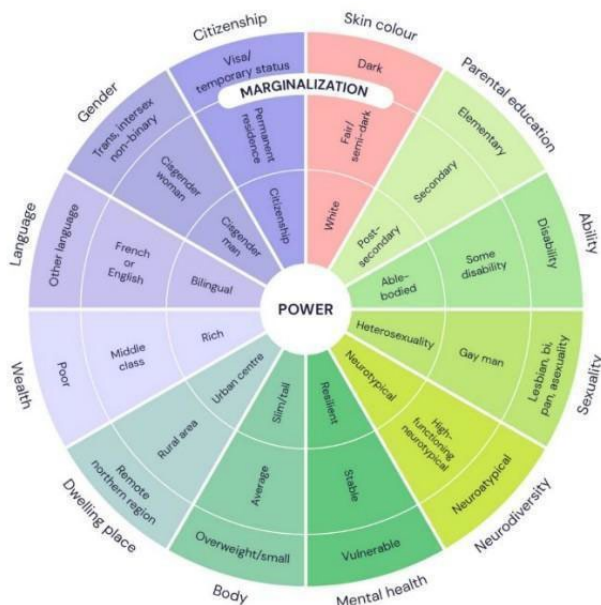 Citizenship
Visa/
temporary status
Permanent
residence
Citizenship
Skin colour
Dark
Fair/
semi-dark
White
Parental education
Elementary
Secondary
Post-
secondary
Ability
Disability
Some
disability
Able-
bodied
Sexuality
Lesbian, bi,
pan, asexuality
Gay man
Heterosexuality
Neurodiversity
Neuroatypical
High-
functioning
neurotypical
Neurotypical
Mental health
Vulnerable
Stable
Resilient
Body
Overweight/small
Average
Slim/tall
Dwelling place
Remote
northern region
Rural area
Urban centre
Wealth
Poor
Middle
class
Rich
Language
Other language
French
or
English
Bilingual
Gender
Trans, intersex
non-binary
Cisgender
woman
Cisgender
man
MARGINALIZATION
POWER